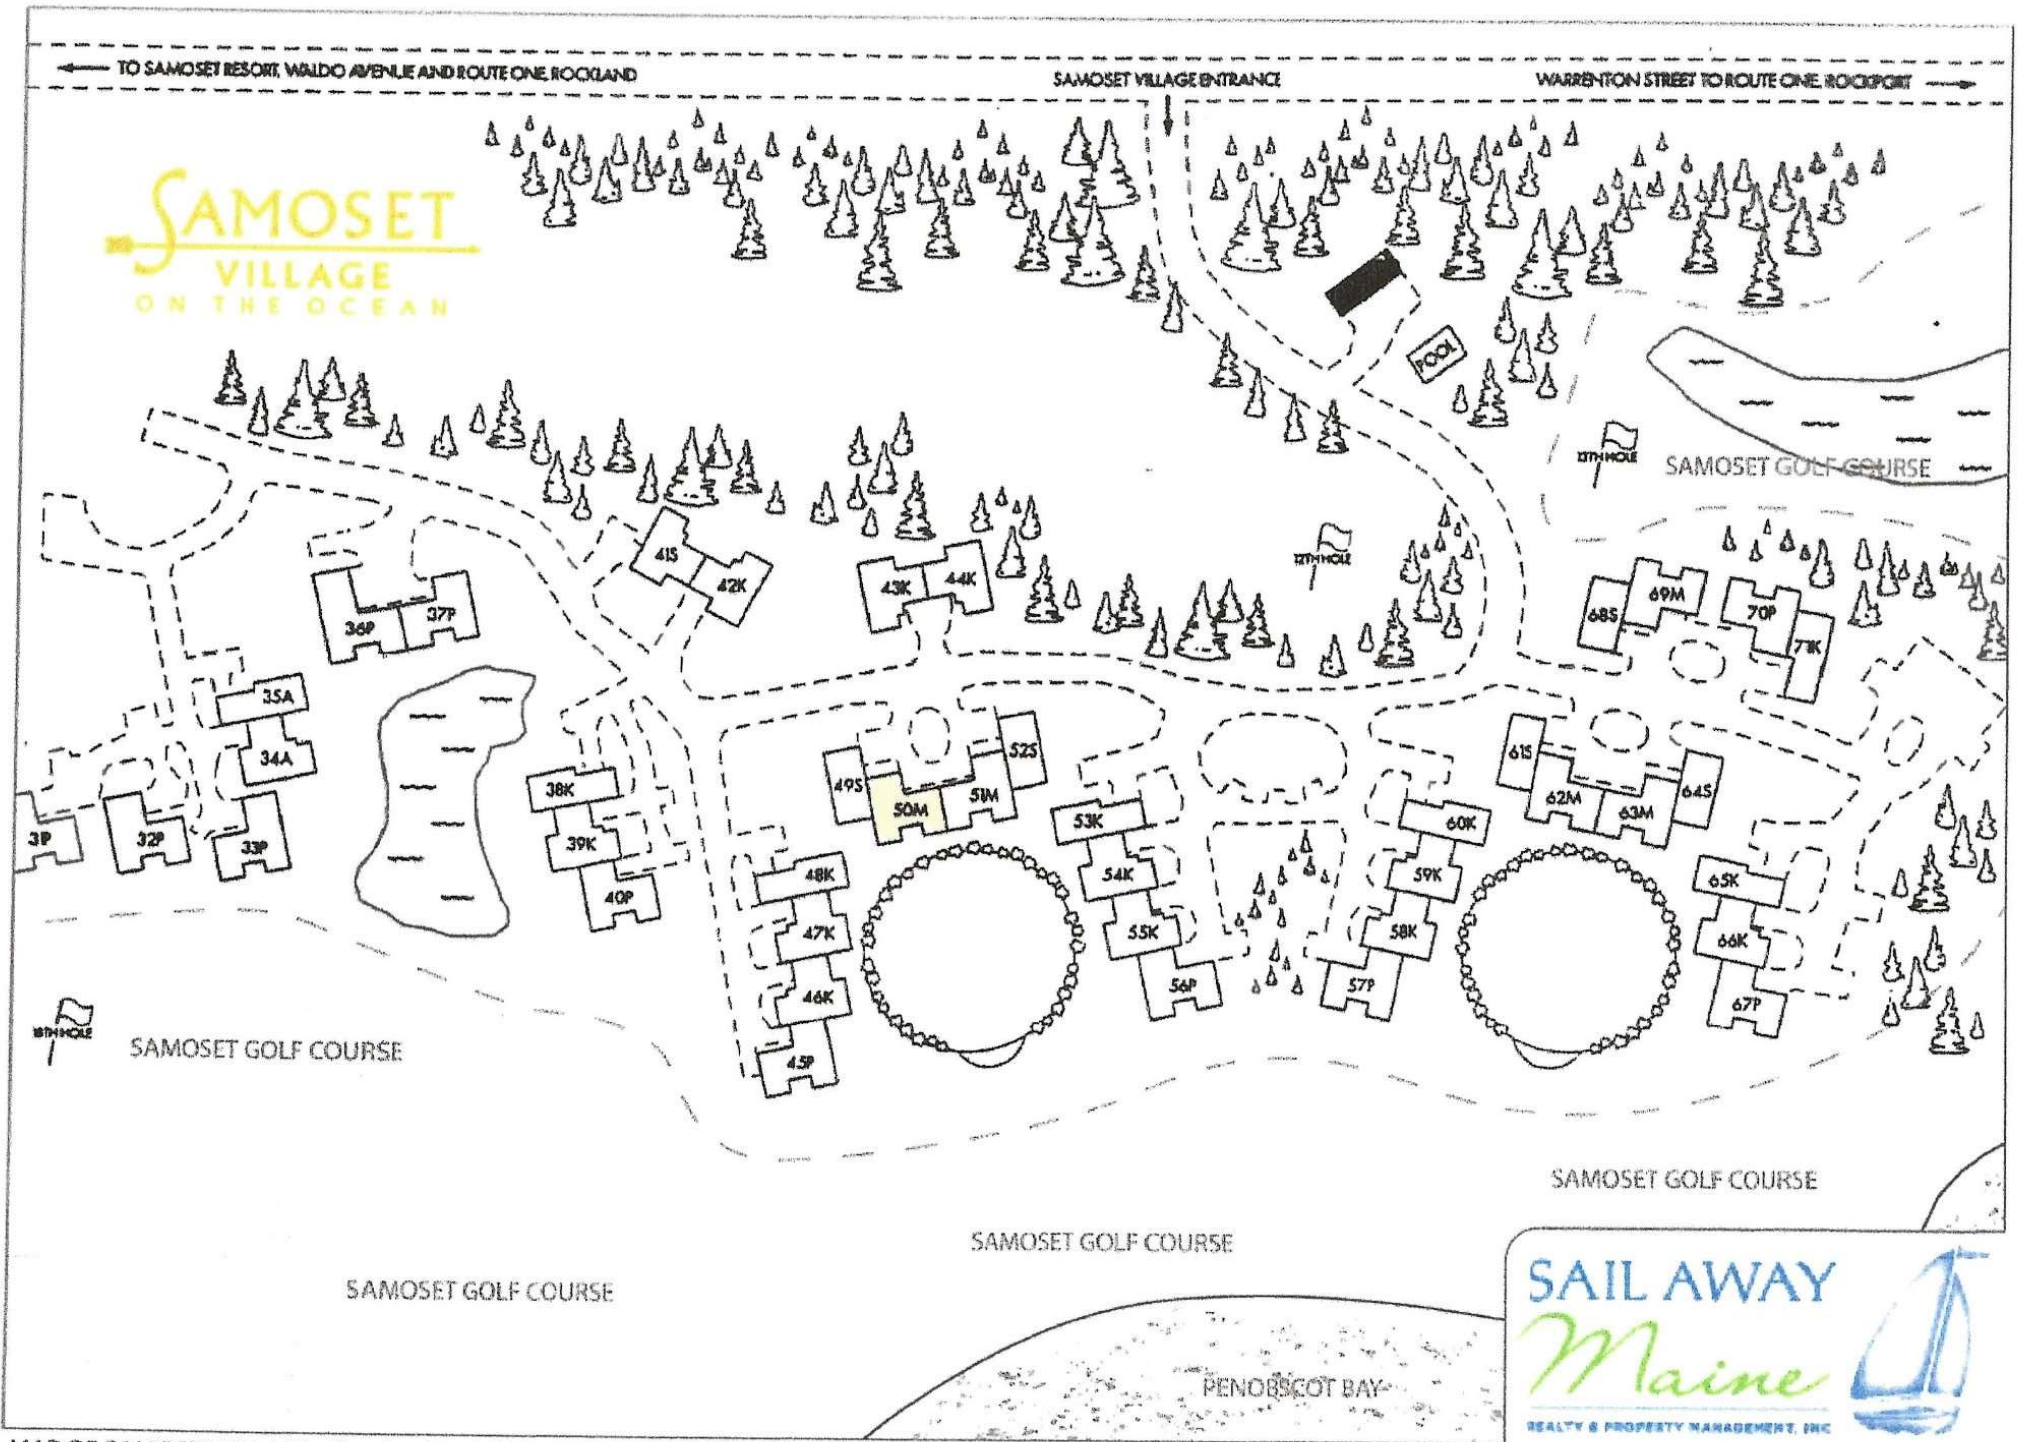 TO SAMOSET RESORT, WALDO AVENUE AND ROUTE ONE, ROCKLAND
SAMOSET VILLAGE ENTRANCE
WARRENTON STREET TO ROUTE ONE, ROCKPORT
SAMOSET
VILLAGE
ON THE OCEAN
POOL
13TH HOLE
SAMOSET GOLF COURSE
12TH HOLE
41S
42K
43K
44K
36P
37P
68S
69M
70P
71K
35A
34A
3P
32P
33P
38K
39K
40P
49S
50M
51M
52S
53K
54K
55K
56P
48K
47K
46K
45P
61S
62M
63M
64S
60K
59K
58K
57P
65K
66K
67P
18TH HOLE
SAMOSET GOLF COURSE
SAMOSET GOLF COURSE
SAMOSET GOLF COURSE
SAMOSET GOLF COURSE
PENOBSCOT BAY
SAIL AWAY
Maine
REALTY & PROPERTY MANAGEMENT, INC